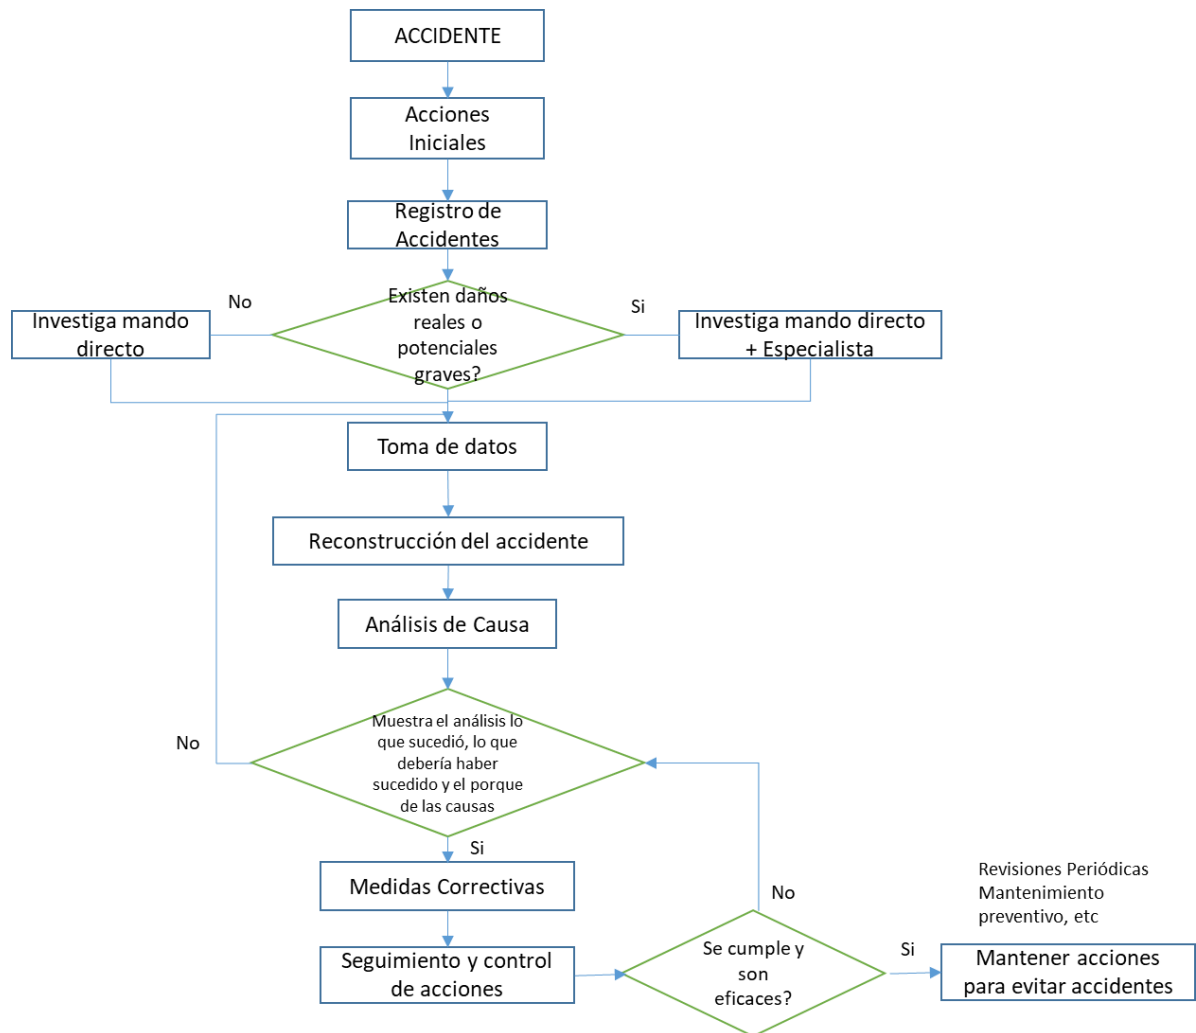 ACCIDENTE
Acciones
Iniciales
Registro de
Accidentes
No
Existen daños
reales o
potenciales
graves?
Si
Investiga mando
directo
Investiga mando directo
+ Especialista
Toma de datos
Reconstrucción del accidente
Análisis de Causa
Muestra el análisis lo
que sucedió, lo que
debería haber
sucedido y el porque
de las causas
No
Si
Medidas Correctivas
Seguimiento y control
de acciones
No
Se cumple y
son
eficaces?
Si
Revisiones Periódicas
Mantenimiento
preventivo, etc
Mantener acciones
para evitar accidentes